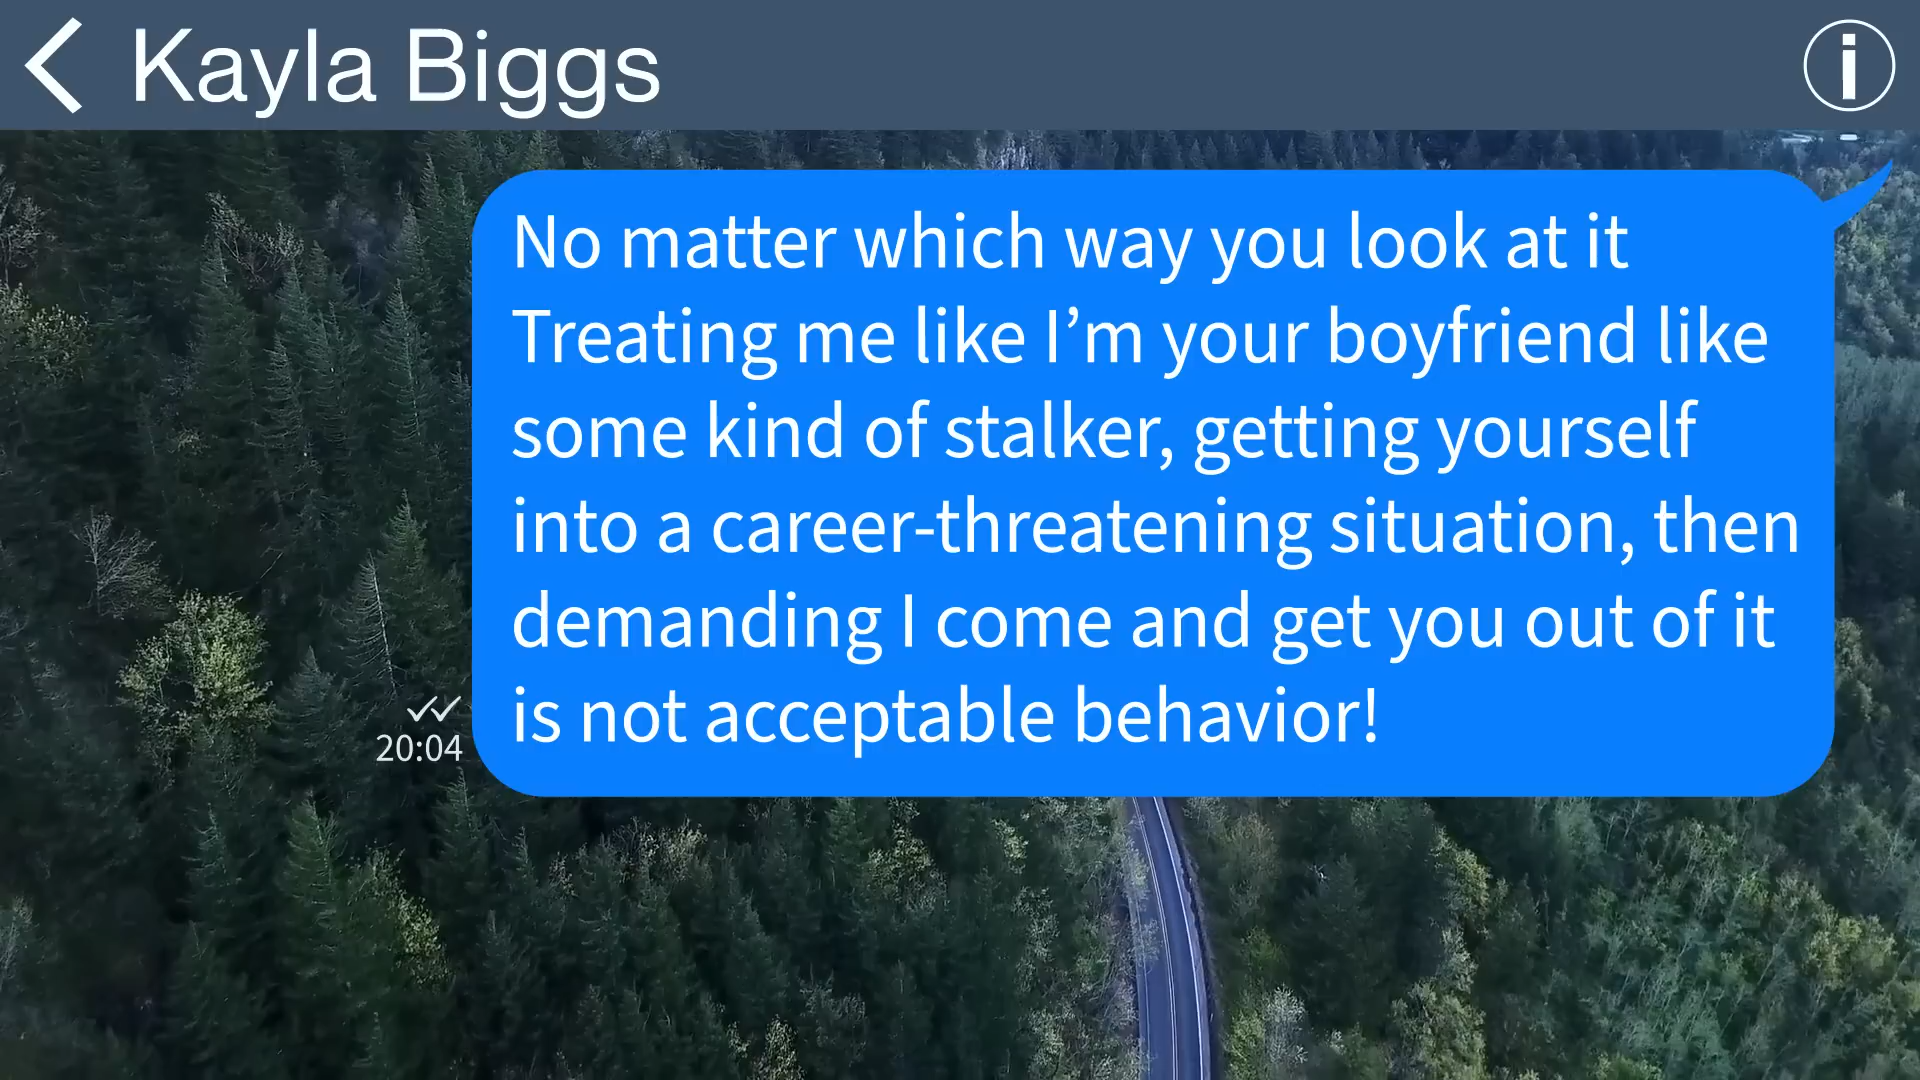 Kayla Biggs
No matter which way you look at it
Treating me like I’m your boyfriend like
some kind of stalker, getting yourself
into a career-threatening situation, then
demanding I come and get you out of it
is not acceptable behavior!
20:04